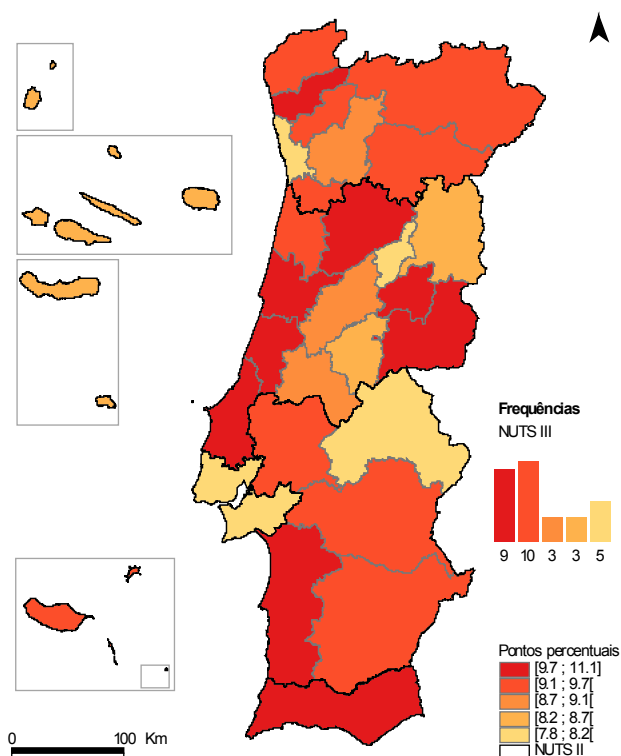 Frequências
NUTS III
9 10 3 3 5
Pontos percentuais
[9.7 ; 11.1]
[9.1 ; 9.7[
[8.7 ; 9.1[
[8.2 ; 8.7[
[7.8 ; 8.2[
NUTS II
0 100 Km